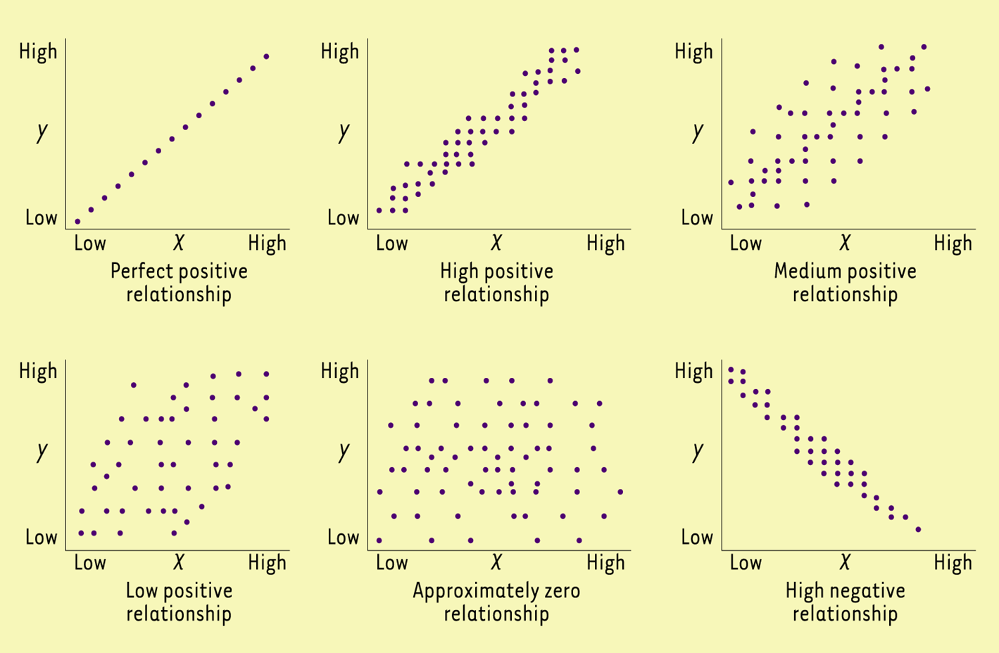 High
y
Low
Low X High
Perfect positive
relationship
High
y
Low
Low X High
High positive
relationship
High
y
Low
Low X High
Medium positive
relationship
High
y
Low
Low X High
Low positive
relationship
High
y
Low
Low X High
Approximately zero
relationship
High
y
Low
Low X High
High negative
relationship